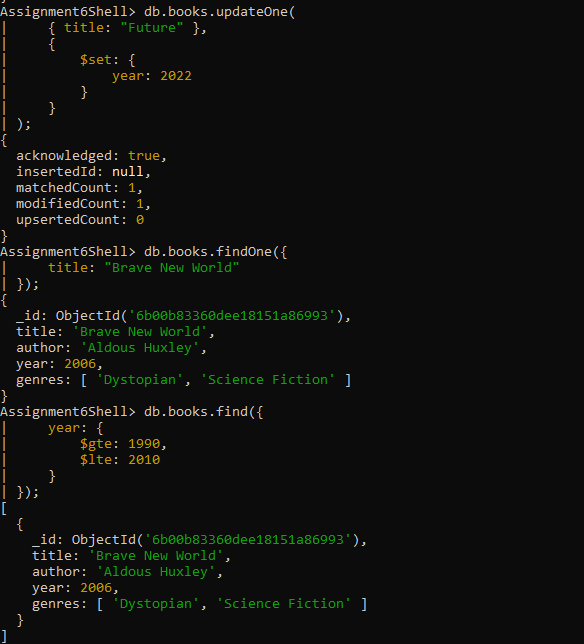 }
Assignment6Shell> db.books.updateOne(
|     { title: "Future" },
|     {
|         $set: {
|             year: 2022
|         }
|     }
| );
{
  acknowledged: true,
  insertedId: null,
  matchedCount: 1,
  modifiedCount: 1,
  upsertedCount: 0
}
Assignment6Shell> db.books.findOne({
|     title: "Brave New World"
| });
{
  _id: ObjectId('6b00b83360dee18151a86993'),
  title: 'Brave New World',
  author: 'Aldous Huxley',
  year: 2006,
  genres: [ 'Dystopian', 'Science Fiction' ]
}
Assignment6Shell> db.books.find({
|     year: {
|         $gte: 1990,
|         $lte: 2010
|     }
| });
[
  {
    _id: ObjectId('6b00b83360dee18151a86993'),
    title: 'Brave New World',
    author: 'Aldous Huxley',
    year: 2006,
    genres: [ 'Dystopian', 'Science Fiction' ]
  }
]